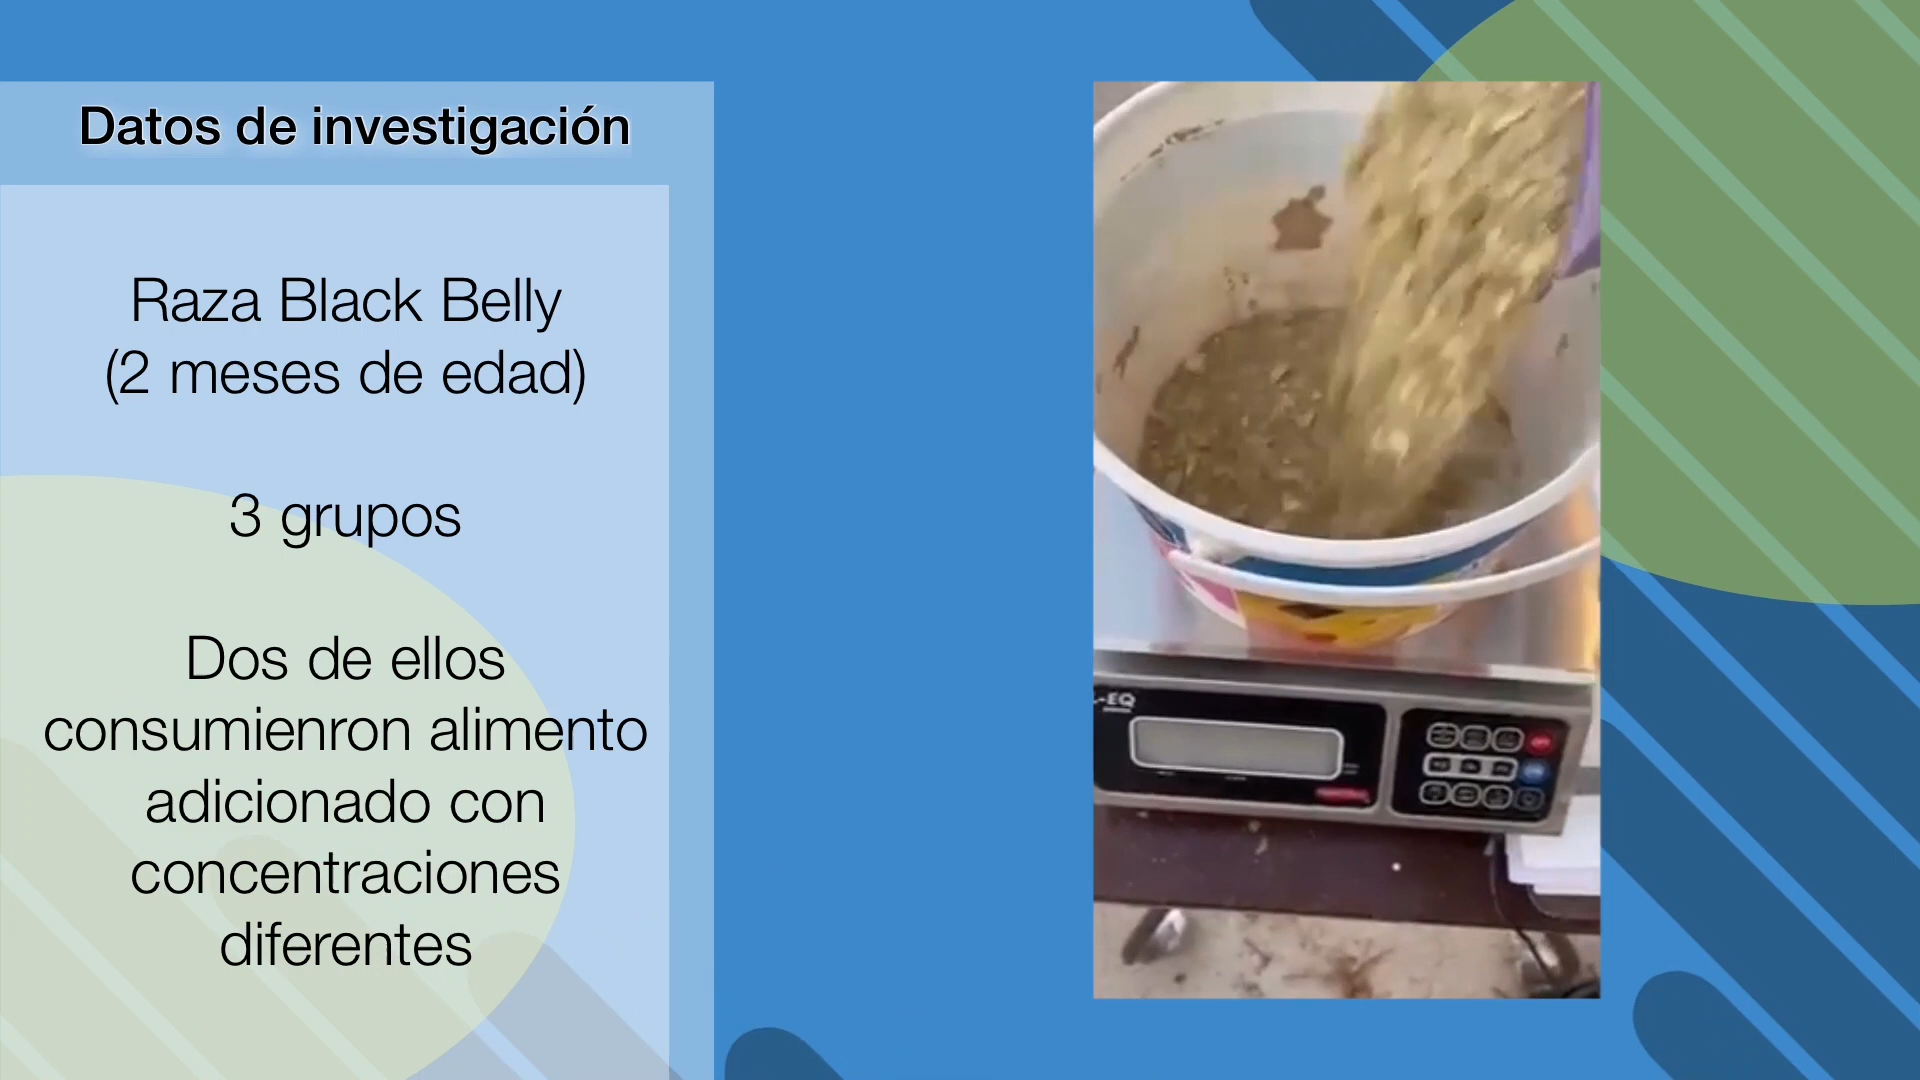 Datos de investigación
Raza Black Belly
(2 meses de edad)
3 grupos
Dos de ellos
consumienron alimento
adicionado con
concentraciones
diferentes
-EQ